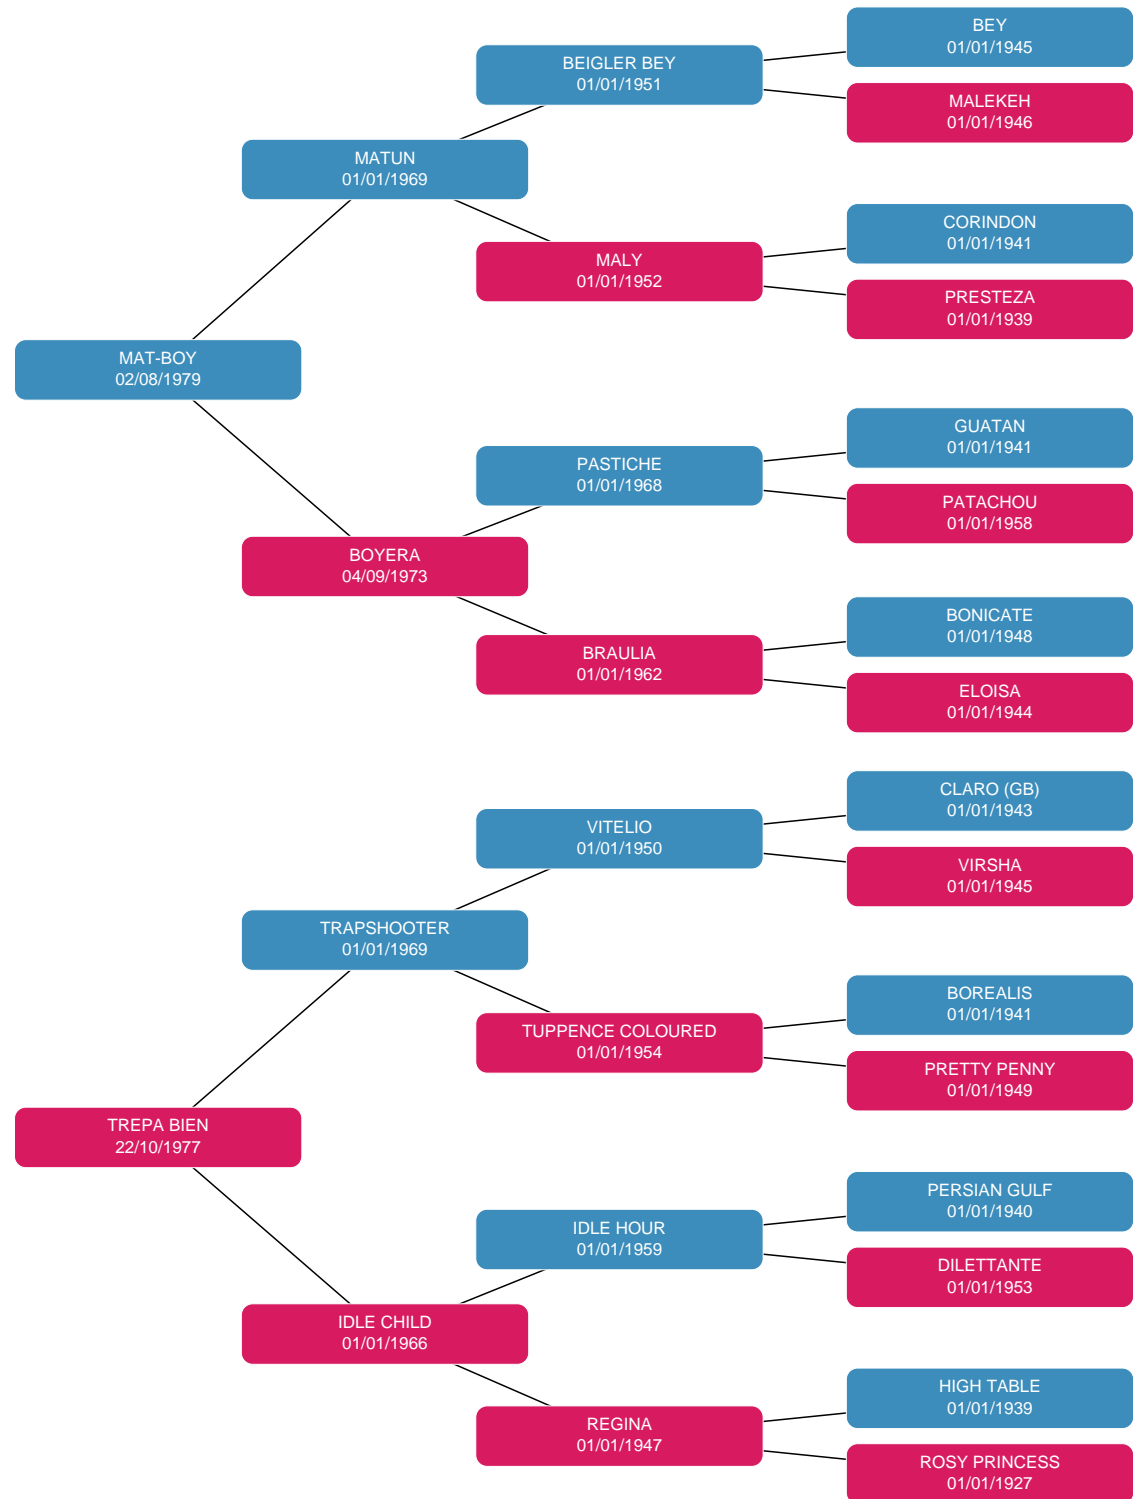 BEY
01/01/1945
BEIGLER BEY
01/01/1951
MALEKEH
01/01/1946
MATUN
01/01/1969
CORINDON
01/01/1941
MALY
01/01/1952
PRESTEZA
01/01/1939
MAT-BOY
02/08/1979
GUATAN
01/01/1941
PASTICHE
01/01/1968
PATACHOU
01/01/1958
BOYERA
04/09/1973
BONICATE
01/01/1948
BRAULIA
01/01/1962
ELOISA
01/01/1944
CLARO (GB)
01/01/1943
VITELIO
01/01/1950
VIRSHA
01/01/1945
TRAPSHOOTER
01/01/1969
BOREALIS
01/01/1941
TUPPENCE COLOURED
01/01/1954
PRETTY PENNY
01/01/1949
TREPA BIEN
22/10/1977
PERSIAN GULF
01/01/1940
IDLE HOUR
01/01/1959
DILETTANTE
01/01/1953
IDLE CHILD
01/01/1966
HIGH TABLE
01/01/1939
REGINA
01/01/1947
ROSY PRINCESS
01/01/1927